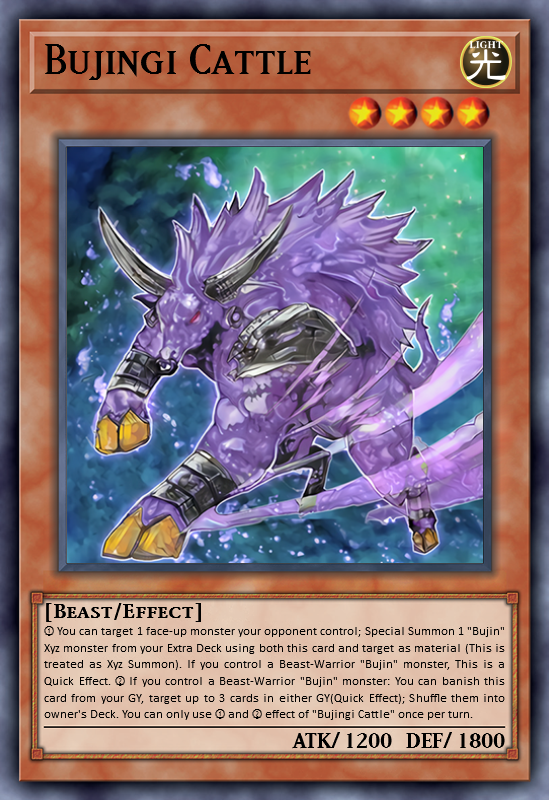 Bujingi Cattle
LIGHT
光
[Beast/Effect]
① You can target 1 face-up monster your opponent control; Special Summon 1 "Bujin"
Xyz monster from your Extra Deck using both this card and target as material (This is
treated as Xyz Summon). If you control a Beast-Warrior "Bujin" monster, This is a
Quick Effect. ② If you control a Beast-Warrior "Bujin" monster: You can banish this
card from your GY, target up to 3 cards in either GY(Quick Effect); Shuffle them into
owner's Deck. You can only use ① and ② effect of "Bujingi Cattle" once per turn.
ATK/ 1200 DEF/ 1800